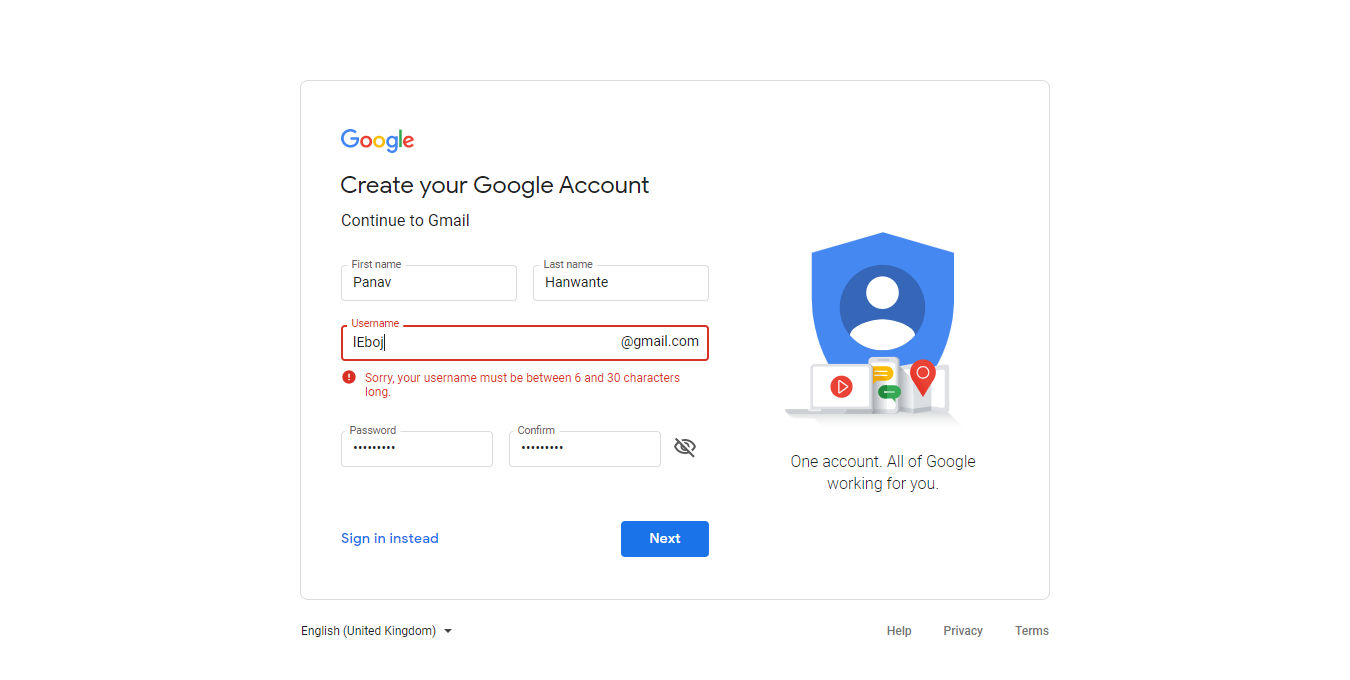 Google
Create your Google Account
Continue to Gmail
First name
Last name
Panav
Hanwante
Username
lEboj
@gmail.com
Sorry, your username must be between 6 and 30 characters
long.
Password
Confirm
•••••••••
•••••••••
One account. All of Google
working for you.
Sign in instead
Next
English (United Kingdom)
Help
Privacy
Terms